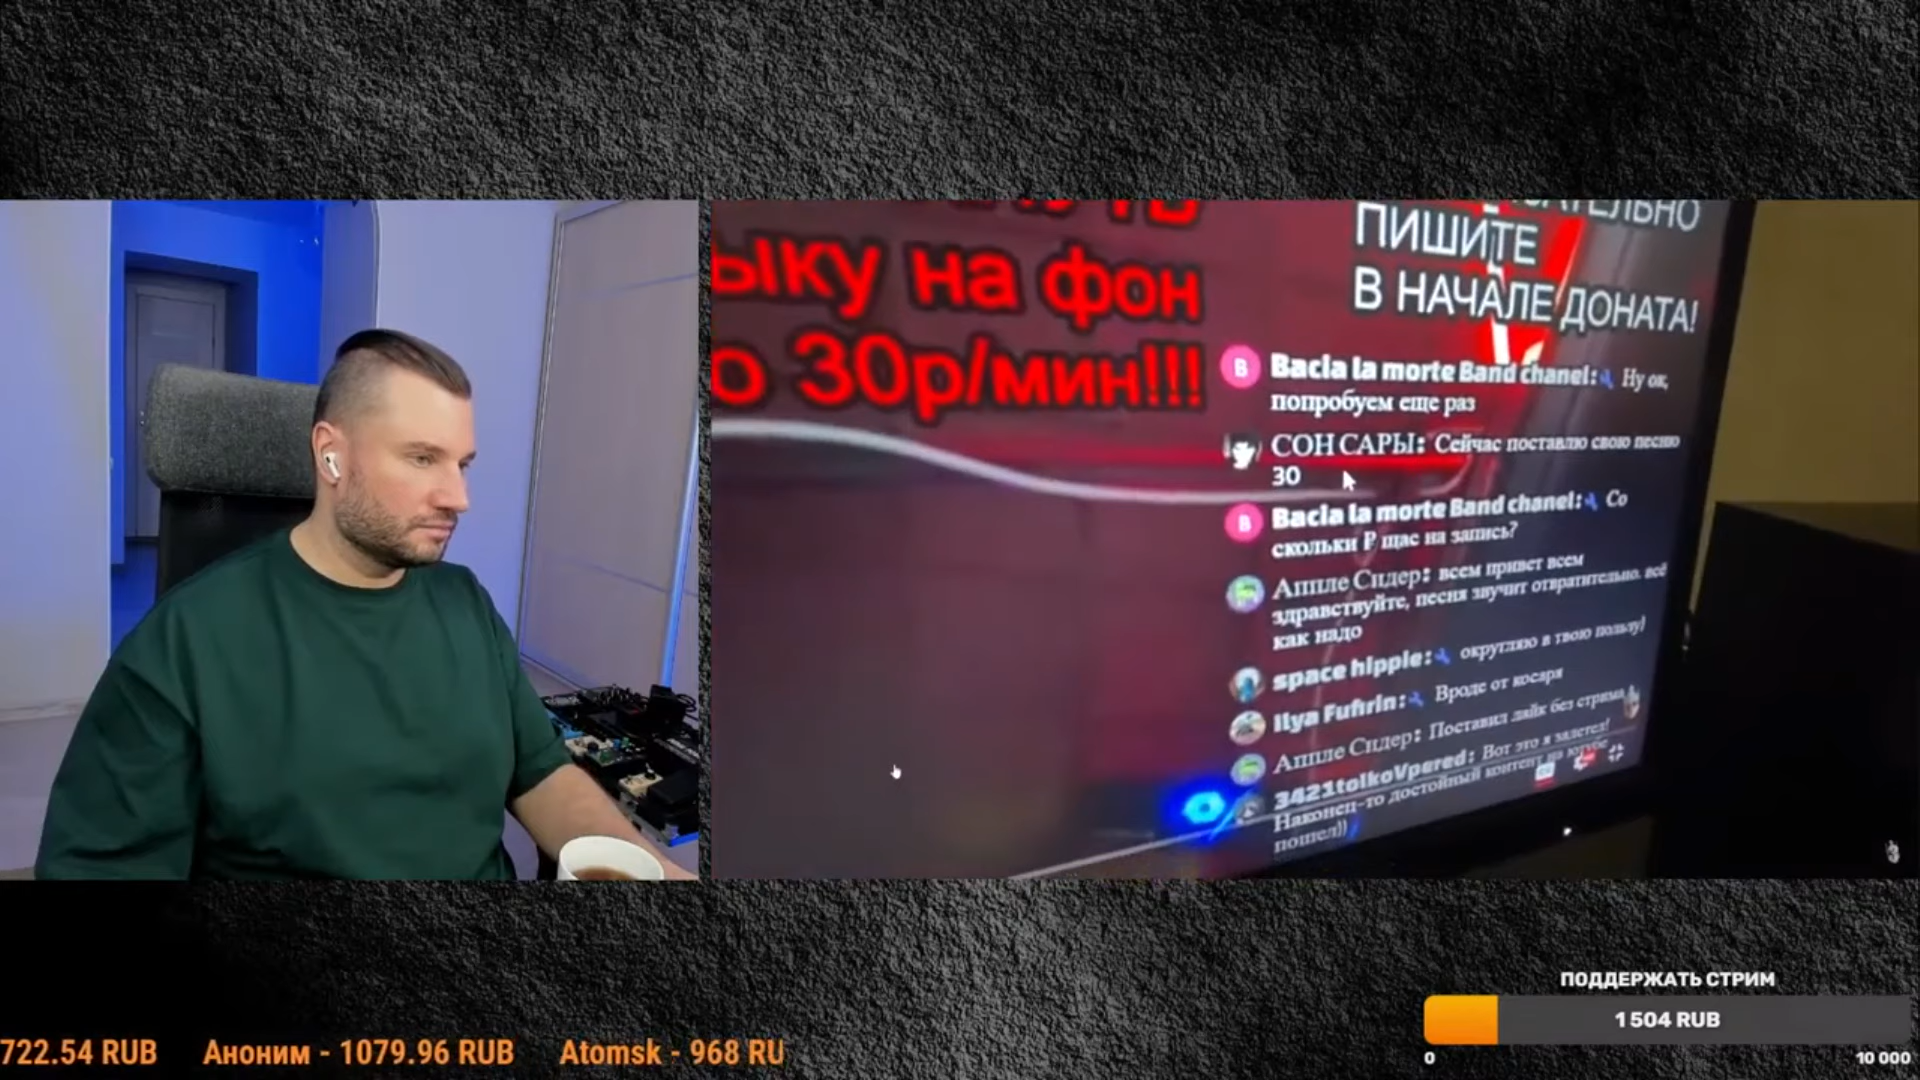 ыку на фон
о 30р/мин!!!
ПИШИТЕ
В НАЧАЛЕ ДОНАТА!
B Bacla la morte Band chanel: Ну ок,
попробуем еще раз
СОН САРЫ: Сейчас поставлю свою песню
30
B Bacla la morte Band chanel: Со
скольки ₽ щас на запись?
Аппле Сидер: всем привет всем
здравствуйте, песня звучит отвратительно. всё
как надо
space hippie: округляю в твою пользу)
Ilya Fufirin: Вроде от косаря
Аппле Сидер: Поставил лайк без стрима
3421tolkoVpered: Вот это я залетел!
Наконец-то достойный контент на ютубе
пошел))
ПОДДЕРЖАТЬ СТРИМ
1 504 RUB
0 10 000
722.54 RUB Аноним - 1079.96 RUB Atomsk - 968 RU